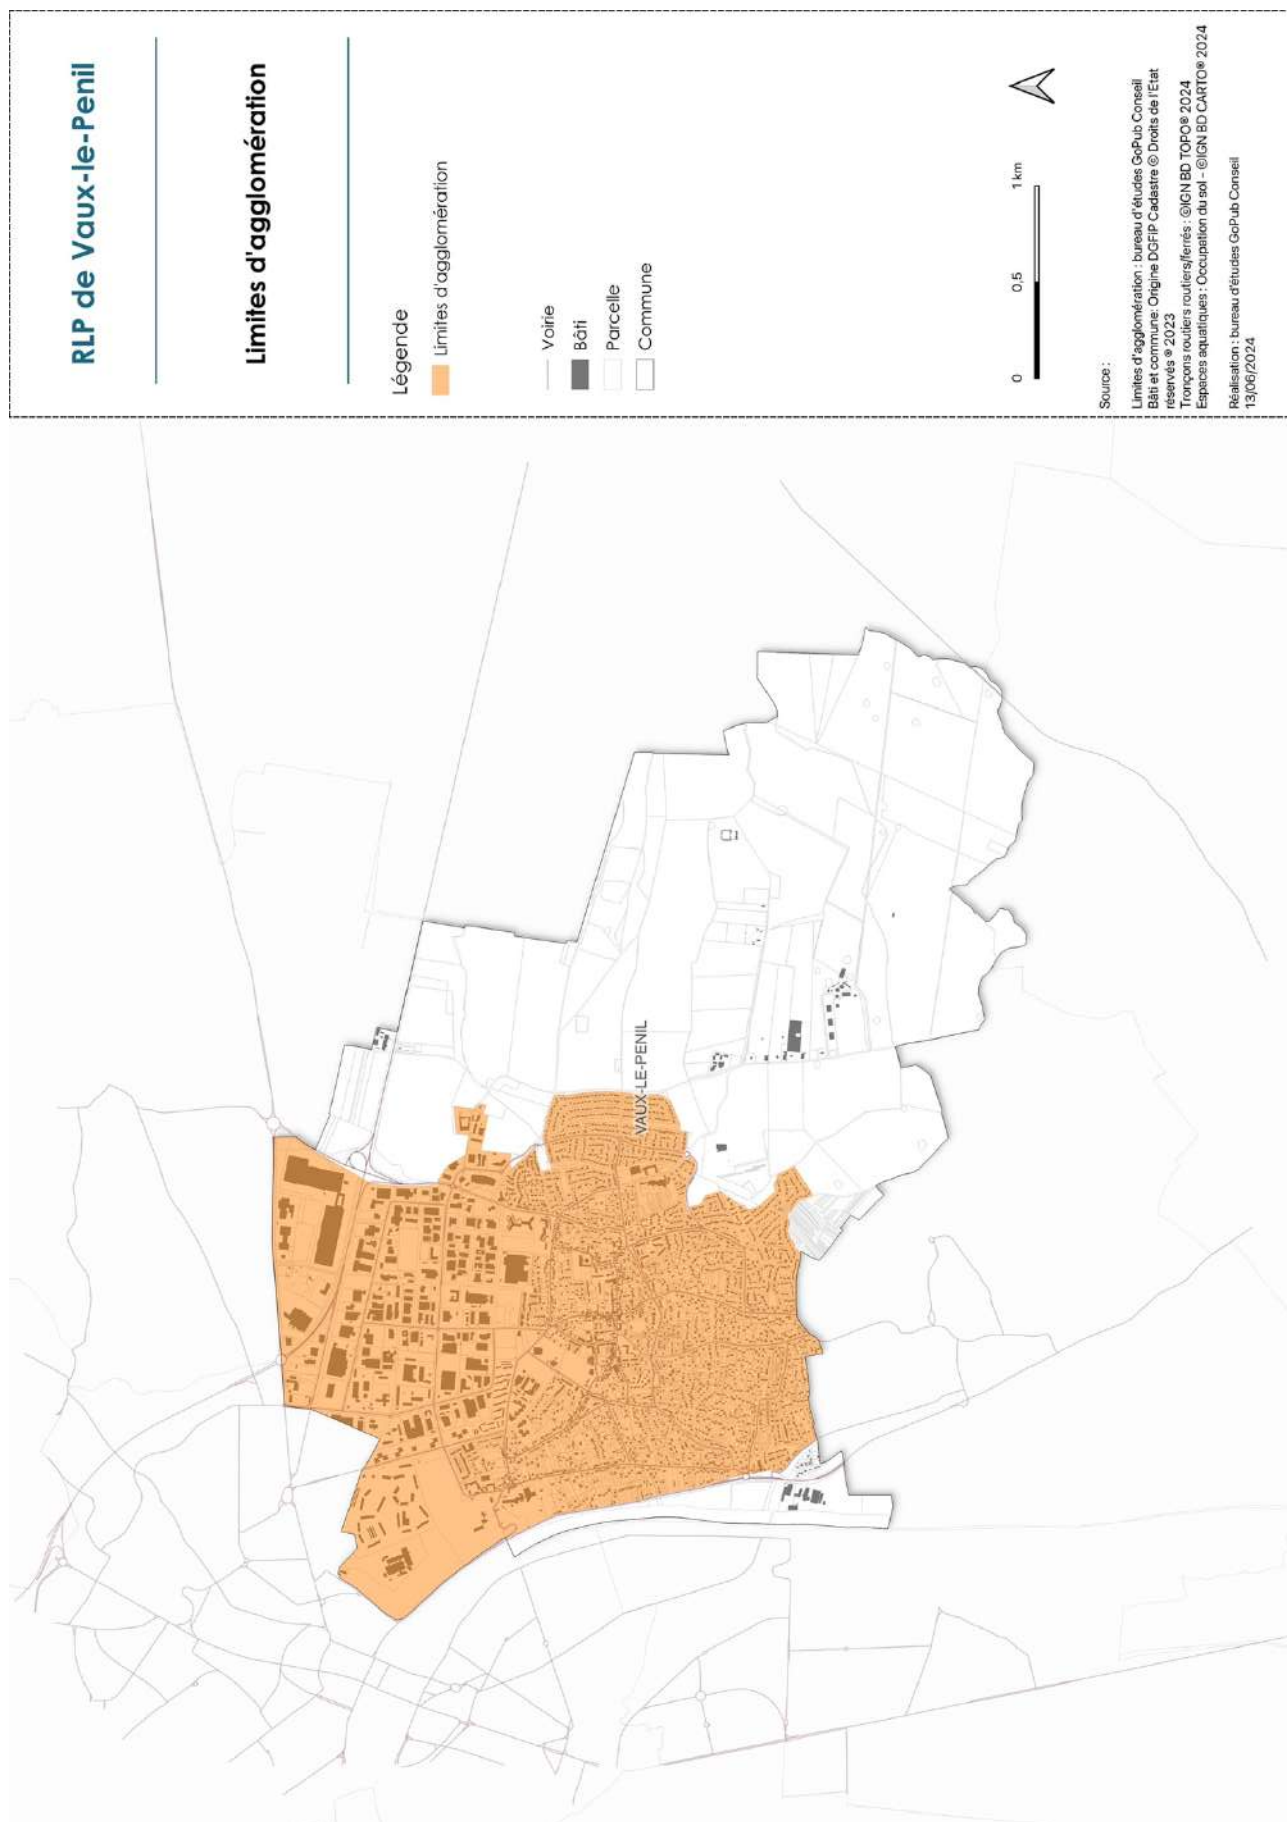 RLP de Vaux-le-Penil
Limites d'agglomération
Légende
Limites d'agglomération
Voirie
Bâti
Parcelle
Commune
0
0,5
1 km
Source :
Limites d'agglomération : bureau d'études GoPub Conseil
Bâti et commune: Origine DGFiP Cadastre © Droits de l'Etat
réservés ® 2023
Tronçons routiers/ferrés : @IGN BD TOPO® 2024
Espaces aquatiques : Occupation du sol - ©IGN BD CARTO® 2024
Réalisation : bureau d'études GoPub Conseil
13/06/2024
VAUX-LE-PENIL